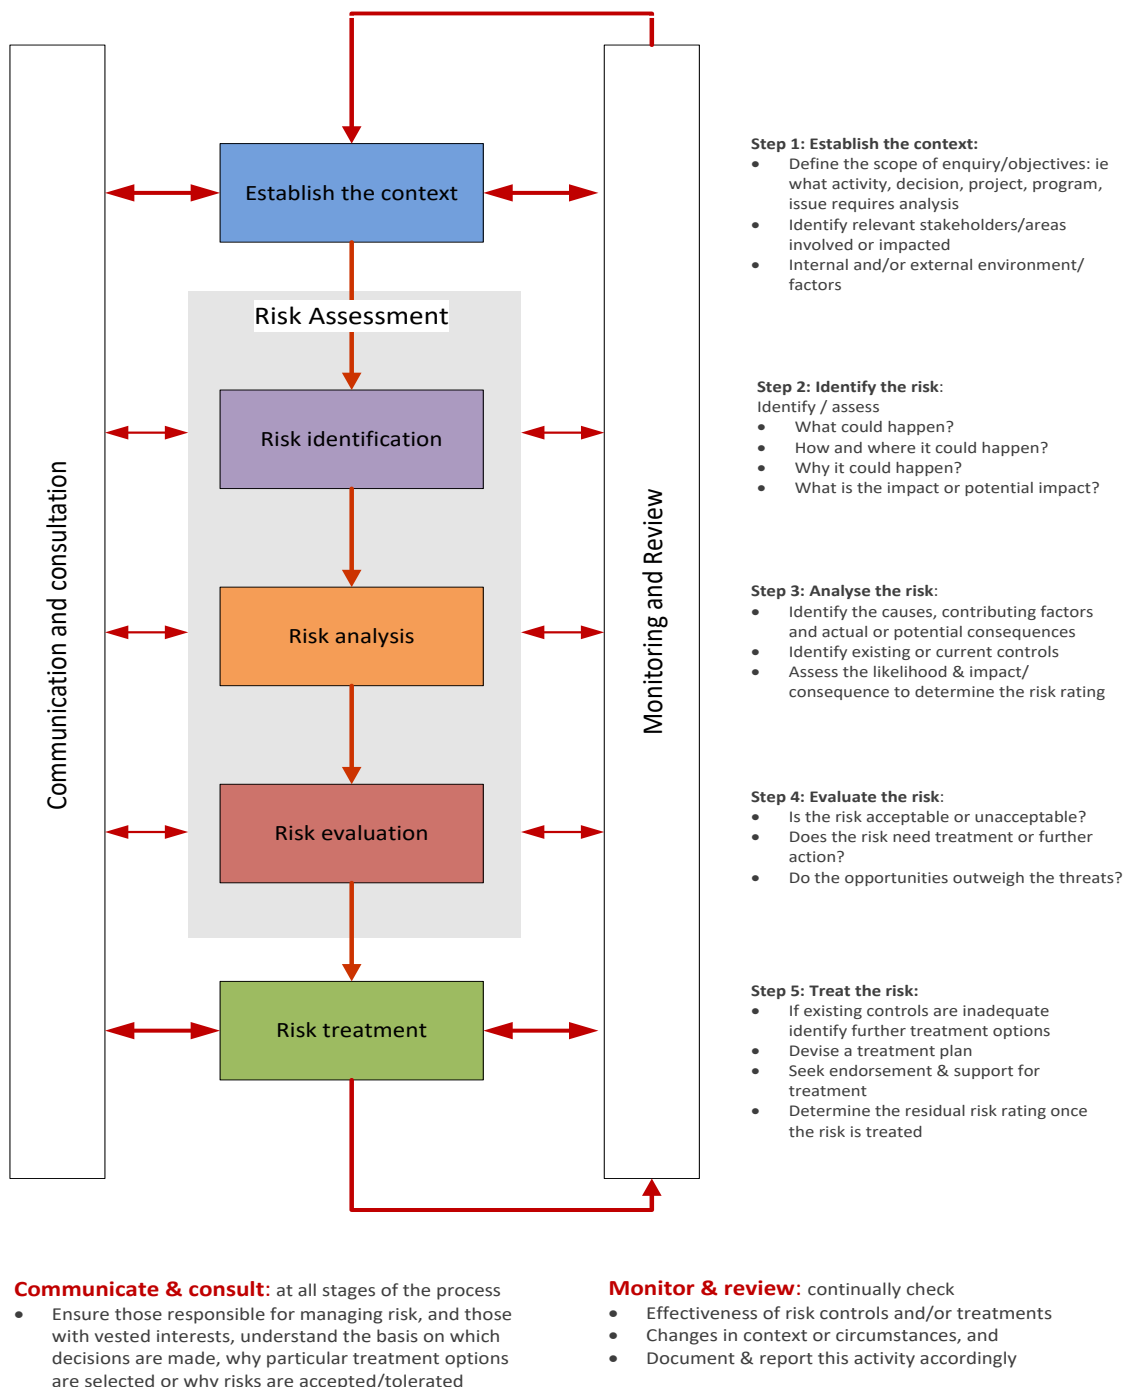 Establish the context
Risk Assessment
Risk identification
Risk analysis
Risk evaluation
Risk treatment
Communication and consultation
Monitoring and Review
Step 1: Establish the context:
• Define the scope of enquiry/objectives: ie
what activity, decision, project, program,
issue requires analysis
• Identify relevant stakeholders/areas
involved or impacted
• Internal and/or external environment/
factors
Step 2: Identify the risk:
Identify / assess
• What could happen?
• How and where it could happen?
• Why it could happen?
• What is the impact or potential impact?
Step 3: Analyse the risk:
• Identify the causes, contributing factors
and actual or potential consequences
• Identify existing or current controls
• Assess the likelihood & impact/
consequence to determine the risk rating
Step 4: Evaluate the risk:
• Is the risk acceptable or unacceptable?
• Does the risk need treatment or further
action?
• Do the opportunities outweigh the threats?
Step 5: Treat the risk:
• If existing controls are inadequate
identify further treatment options
• Devise a treatment plan
• Seek endorsement & support for
treatment
• Determine the residual risk rating once
the risk is treated
Communicate & consult: at all stages of the process
• Ensure those responsible for managing risk, and those
with vested interests, understand the basis on which
decisions are made, why particular treatment options
are selected or why risks are accepted/tolerated
Monitor & review: continually check
• Effectiveness of risk controls and/or treatments
• Changes in context or circumstances, and
• Document & report this activity accordingly